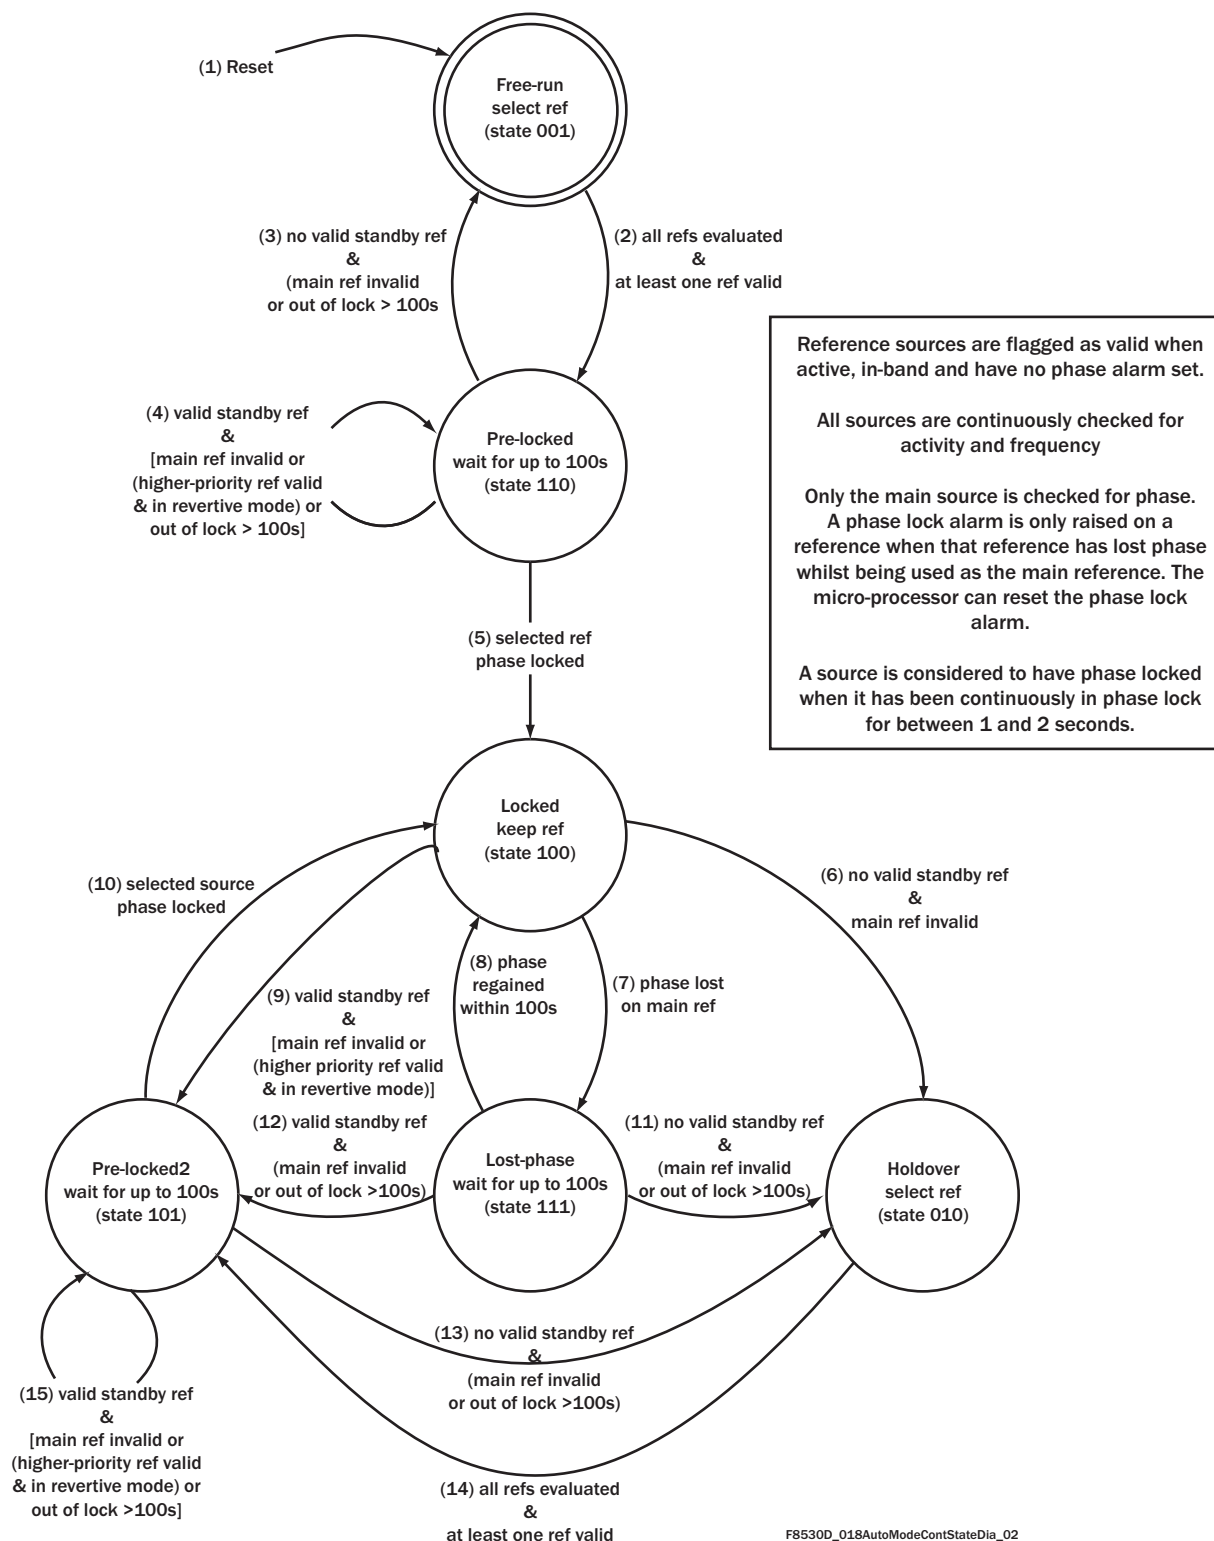 (1) Reset
Free-run
select ref
(state 001)
(3) no valid standby ref
&
(main ref invalid
or out of lock > 100s
(2) all refs evaluated
&
at least one ref valid
Reference sources are flagged as valid when
active, in-band and have no phase alarm set.
All sources are continuously checked for
activity and frequency
Only the main source is checked for phase.
A phase lock alarm is only raised on a
reference when that reference has lost phase
whilst being used as the main reference. The
micro-processor can reset the phase lock
alarm.
A source is considered to have phase locked
when it has been continuously in phase lock
for between 1 and 2 seconds.
(4) valid standby ref
&
[main ref invalid or
(higher-priority ref valid
& in revertive mode) or
out of lock > 100s]
Pre-locked
wait for up to 100s
(state 110)
(5) selected ref
phase locked
Locked
keep ref
(state 100)
(10) selected source
phase locked
(6) no valid standby ref
&
main ref invalid
(9) valid standby ref
&
[main ref invalid or
(higher priority ref valid
& in revertive mode)]
(8) phase
regained
within 100s
(7) phase lost
on main ref
(12) valid standby ref
&
(main ref invalid
or out of lock >100s)
(11) no valid standby ref
&
(main ref invalid
or out of lock >100s)
Pre-locked2
wait for up to 100s
(state 101)
Lost-phase
wait for up to 100s
(state 111)
Holdover
select ref
(state 010)
(13) no valid standby ref
&
(main ref invalid
or out of lock >100s)
(15) valid standby ref
&
[main ref invalid or
(higher-priority ref valid
& in revertive mode) or
out of lock >100s]
(14) all refs evaluated
&
at least one ref valid
F8530D_018AutoModeContStateDia_02